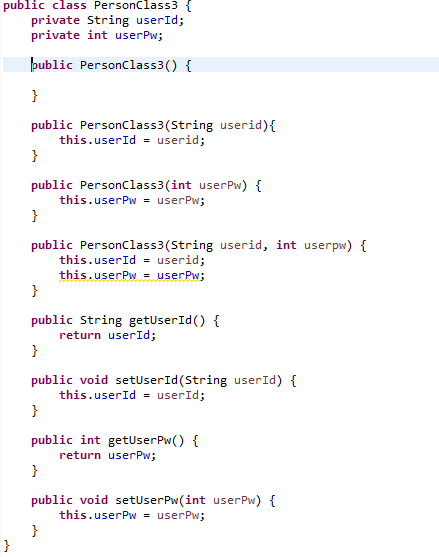 public class PersonClass3 {
    private String userId;
    private int userPw;
    public PersonClass3() {
    }
    public PersonClass3(String userid){
        this.userId = userid;
    }
    public PersonClass3(int userPw) {
        this.userPw = userPw;
    }
    public PersonClass3(String userid, int userpw) {
        this.userId = userid;
        this.userPw = userPw;
    }
    public String getUserId() {
        return userId;
    }
    public void setUserId(String userId) {
        this.userId = userId;
    }
    public int getUserPw() {
        return userPw;
    }
    public void setUserPw(int userPw) {
        this.userPw = userPw;
    }
}